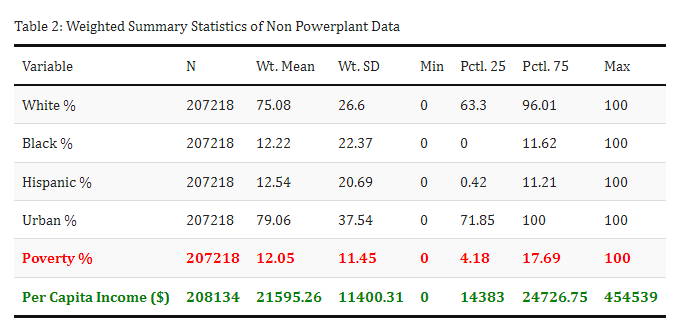 Table 2: Weighted Summary Statistics of Non Powerplant Data
Variable N Wt. Mean Wt. SD Min Pctl. 25 Pctl. 75 Max
White % 207218 75.08 26.6 0 63.3 96.01 100
Black % 207218 12.22 22.37 0 0 11.62 100
Hispanic % 207218 12.54 20.69 0 0.42 11.21 100
Urban % 207218 79.06 37.54 0 71.85 100 100
Poverty % 207218 12.05 11.45 0 4.18 17.69 100
Per Capita Income ($) 208134 21595.26 11400.31 0 14383 24726.75 454539